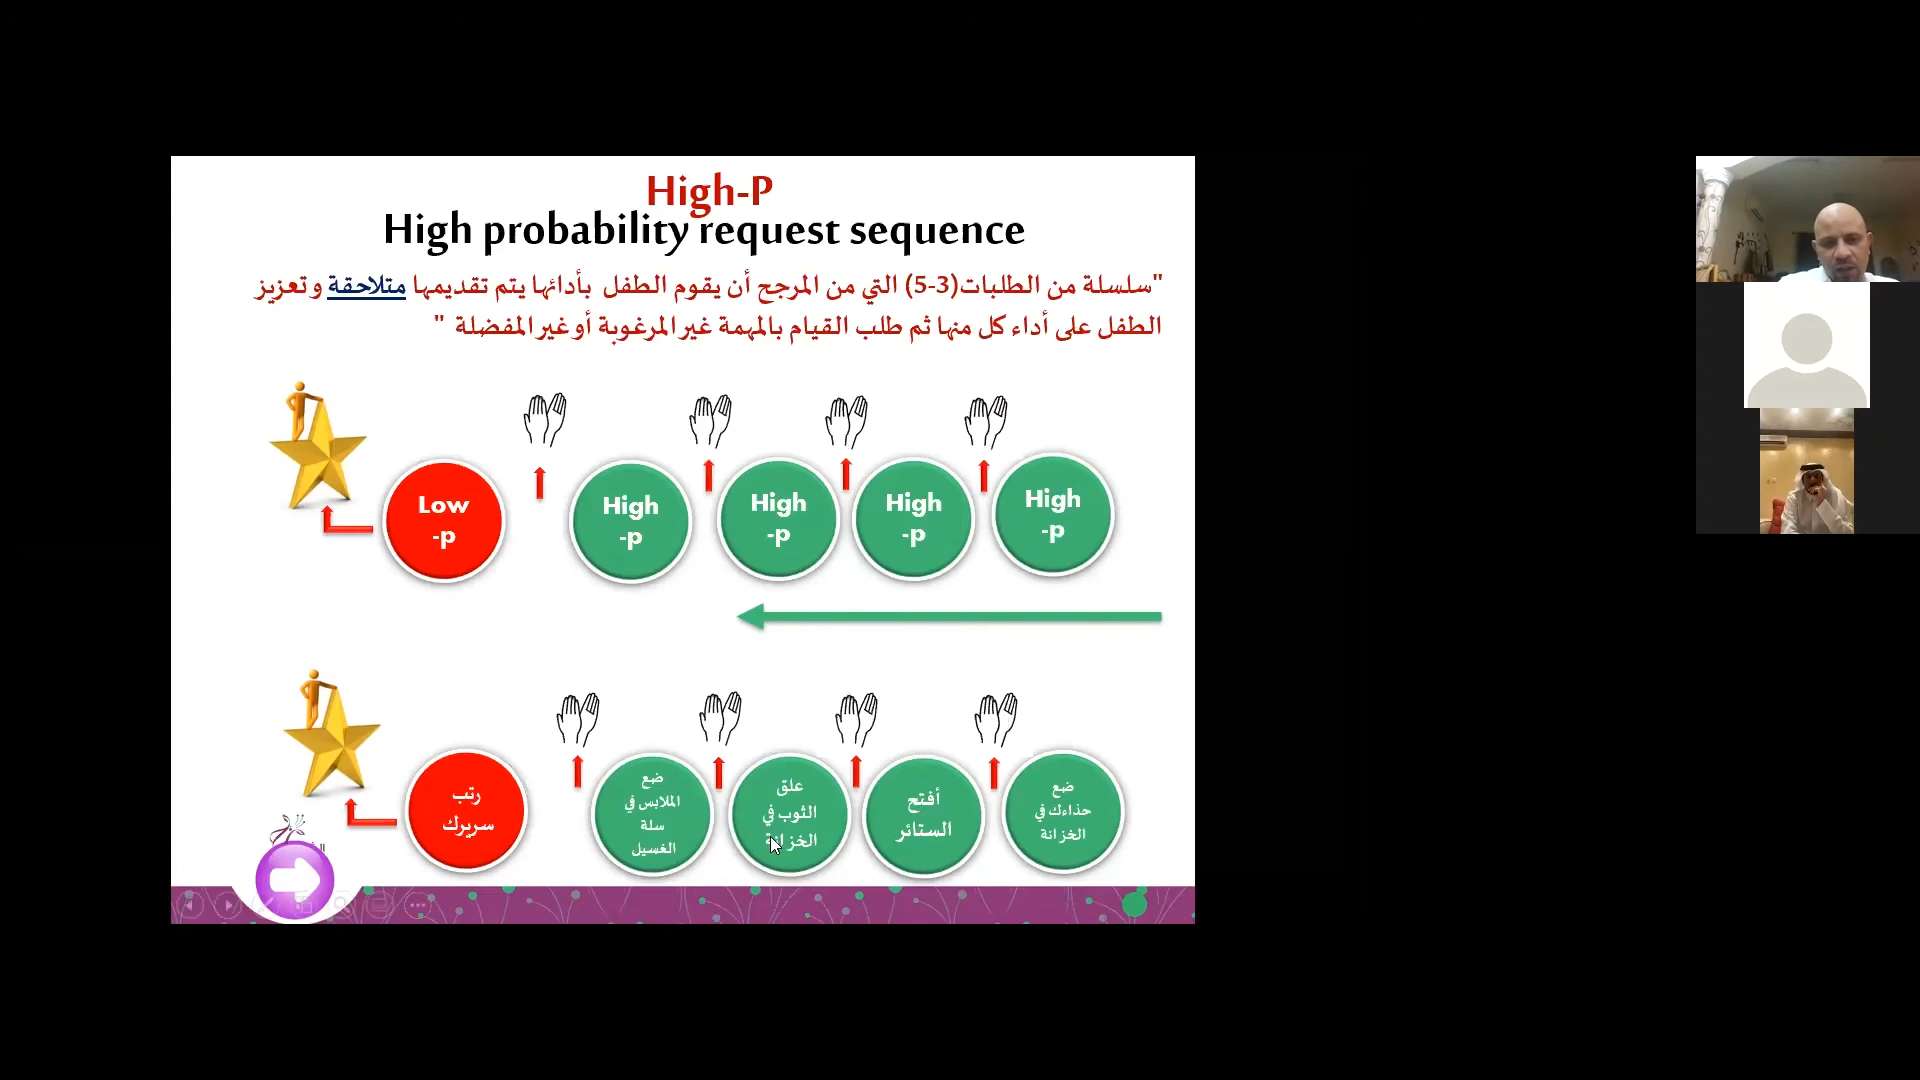 High-P
High probability request sequence
"سلسلة من الطلبات(3-5) التي من المرجح أن يقوم الطفل بأدائها يتم تقديمها متلاحقة وتعزيز
الطفل على أداء كل منها ثم طلب القيام بالمهمة غير المرغوبة أو غير المفضلة "
High
-p
High
-p
High
-p
High
-p
Low
-p
ضع
حذاءك في
الخزانة
أفتح
الستائر
علق
الثوب في
الخزانة
ضع
الملابس في
سلة
الغسيل
رتب
سريرك